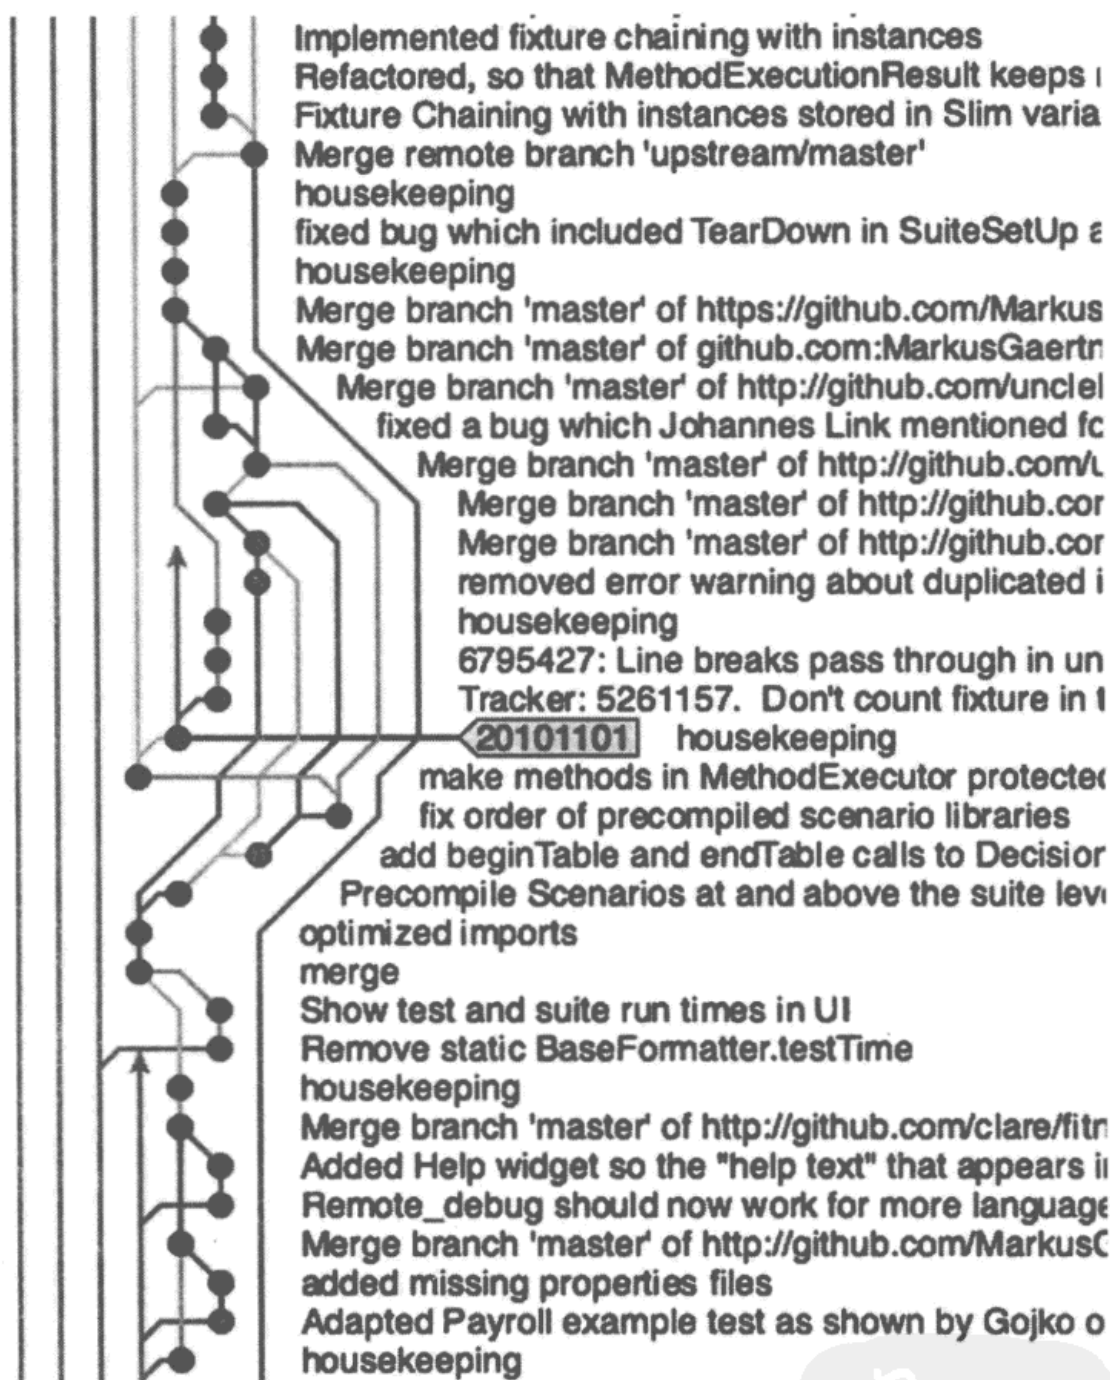 Implemented fixture chaining with instances
Refactored, so that MethodExecutionResult keeps
Fixture Chaining with instances stored in Slim varia
Merge remote branch 'upstream/master'
housekeeping
fixed bug which included TearDown in SuiteSetUp a
housekeeping
Merge branch 'master' of https://github.com/Markus
Merge branch 'master' of github.com:MarkusGaertn
Merge branch 'master' of http://github.com/unclel
fixed a bug which Johannes Link mentioned fo
Merge branch 'master' of http://github.com/u
Merge branch 'master' of http://github.cor
Merge branch 'master' of http://github.cor
removed error warning about duplicated i
housekeeping
6795427: Line breaks pass through in un
Tracker: 5261157. Don't count fixture in t
20101101 housekeeping
make methods in MethodExecutor protected
fix order of precompiled scenario libraries
add beginTable and endTable calls to Decisior
Precompile Scenarios at and above the suite leve
optimized imports
merge
Show test and suite run times in UI
Remove static BaseFormatter.testTime
housekeeping
Merge branch 'master' of http://github.com/clare/fitn
Added Help widget so the "help text" that appears i
Remote_debug should now work for more language
Merge branch 'master' of http://github.com/MarkusG
added missing properties files
Adapted Payroll example test as shown by Gojko o
housekeeping